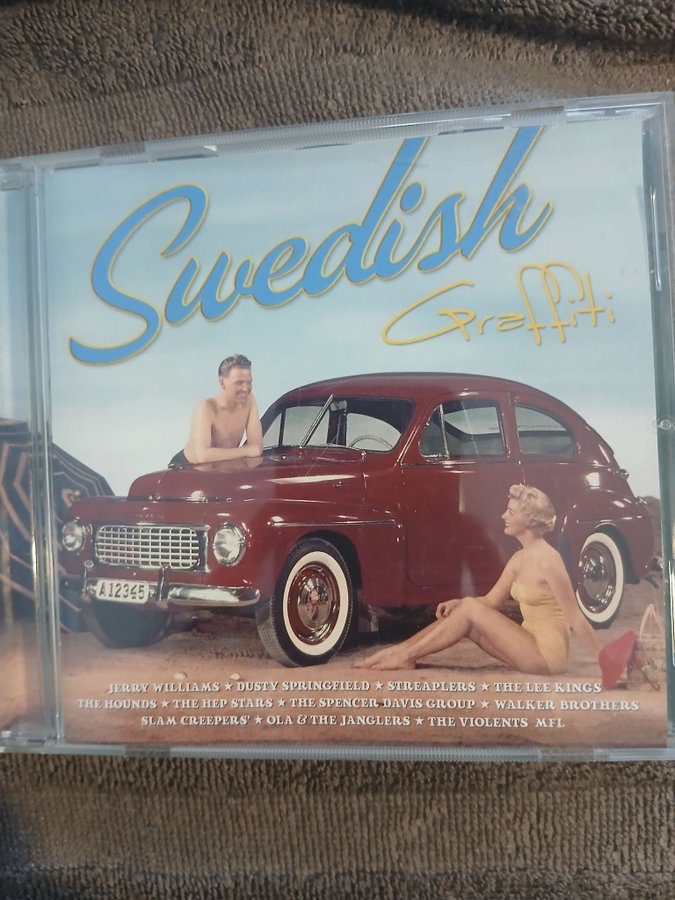 Swedish
Graffiti
A12345
JERRY WILLIAMS ★ DUSTY SPRINGFIELD ★ STREAPLERS ★ THE LEE KINGS
THE HOUNDS ★ THE HEP STARS ★ THE SPENCER DAVIS GROUP ★ WALKER BROTHERS
SLAM CREEPERS' ★ OLA & THE JANGLERS ★ THE VIOLENTS MFL